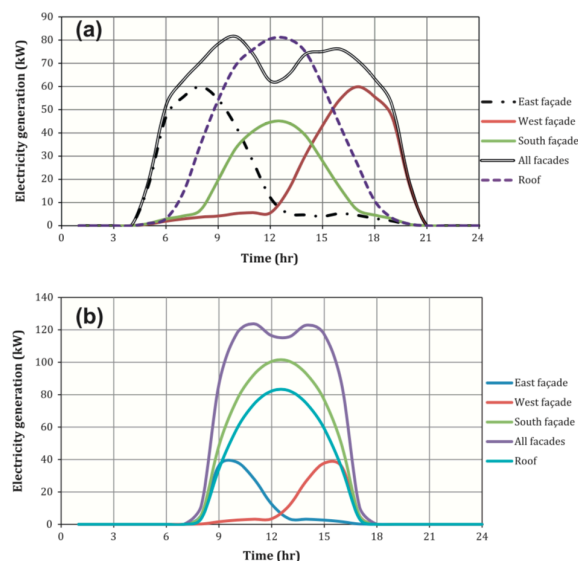 (a)
Electricity generation (kW)
90
80
70
60
50
40
30
20
10
0
0 3 6 9 12 15 18 21 24
Time (hr)
East façade
West façade
South façade
All facades
Roof
(b)
Electricity generation (kW)
140
120
100
80
60
40
20
0
0 3 6 9 12 15 18 21 24
Time (hr)
East façade
West façade
South façade
All facades
Roof